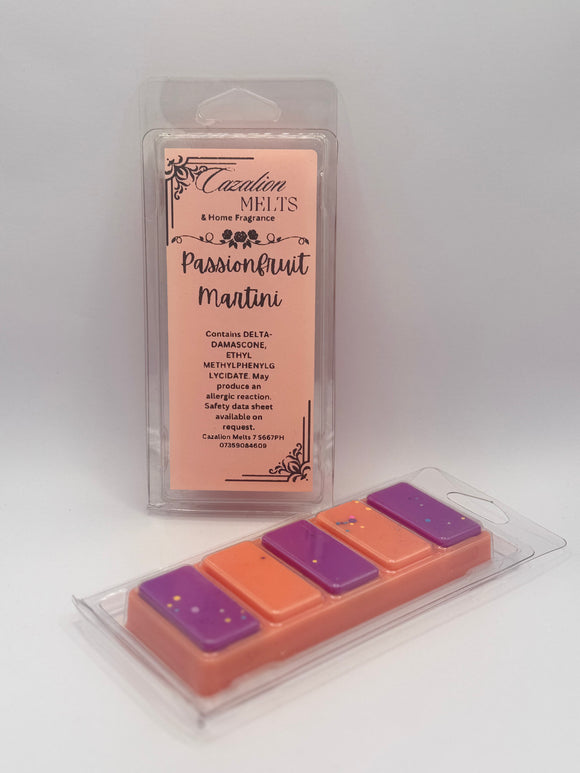 Cazalion
MELTS
& Home Fragrance
Passionfruit
Martini
Contains DELTA-
DAMASCONE,
ETHYL
METHYLPHENYLG
LYCIDATE. May
produce an
allergic reaction.
Safety data sheet
available on
request.
Cazalion Melts 7 S667PH
07359084609